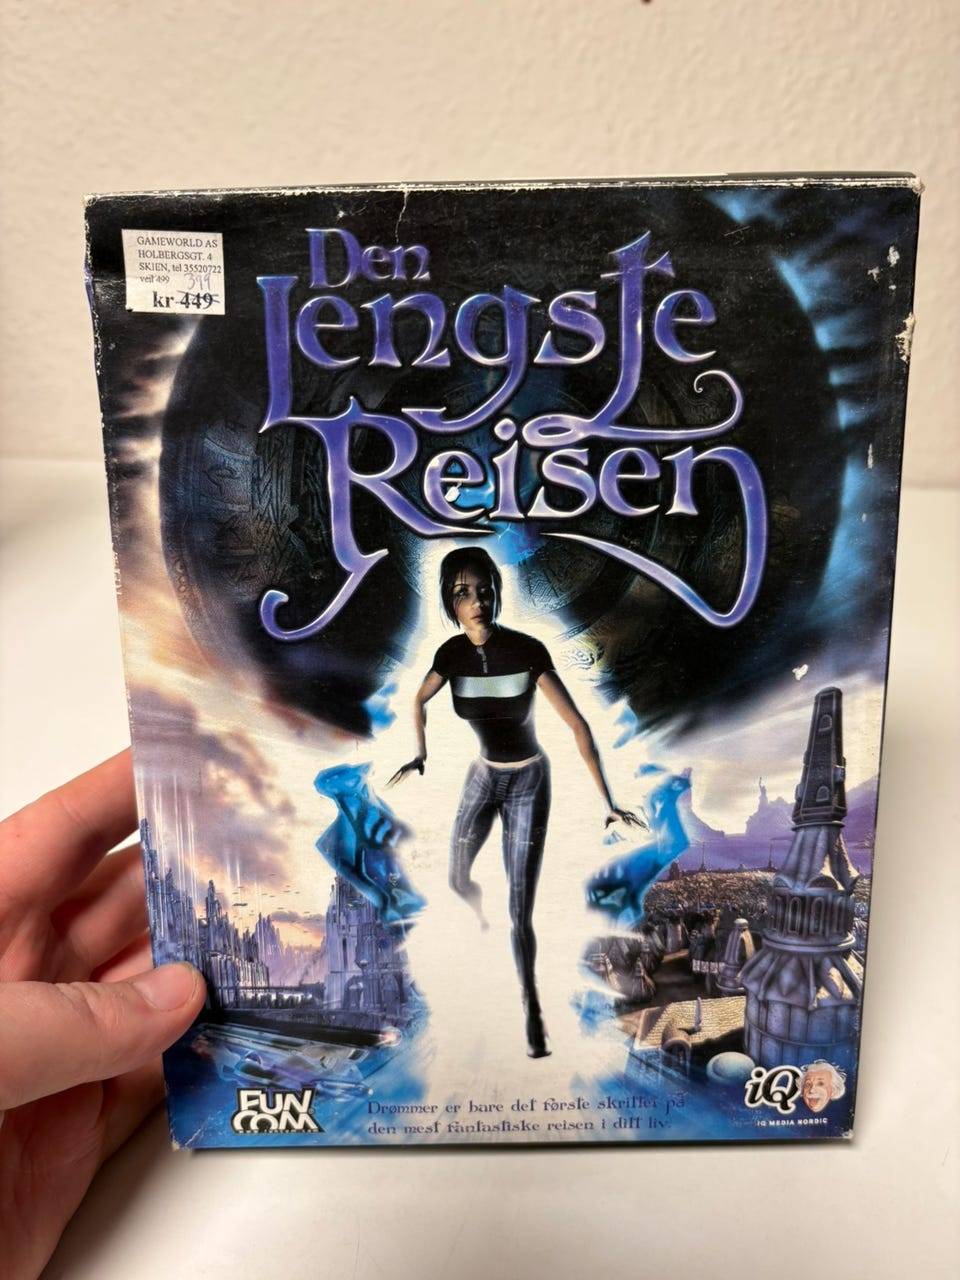 GAMEWORLD AS
HOLBERGSGT. 4
SKIEN, tel 35520722
veil 499 399
kr 449
Den
Lengste
Reisen
FUNCOM
Drømmer er bare det første skrittet på
den mest fantastiske reisen i ditt liv.
iQ
IQ MEDIA NORDIC